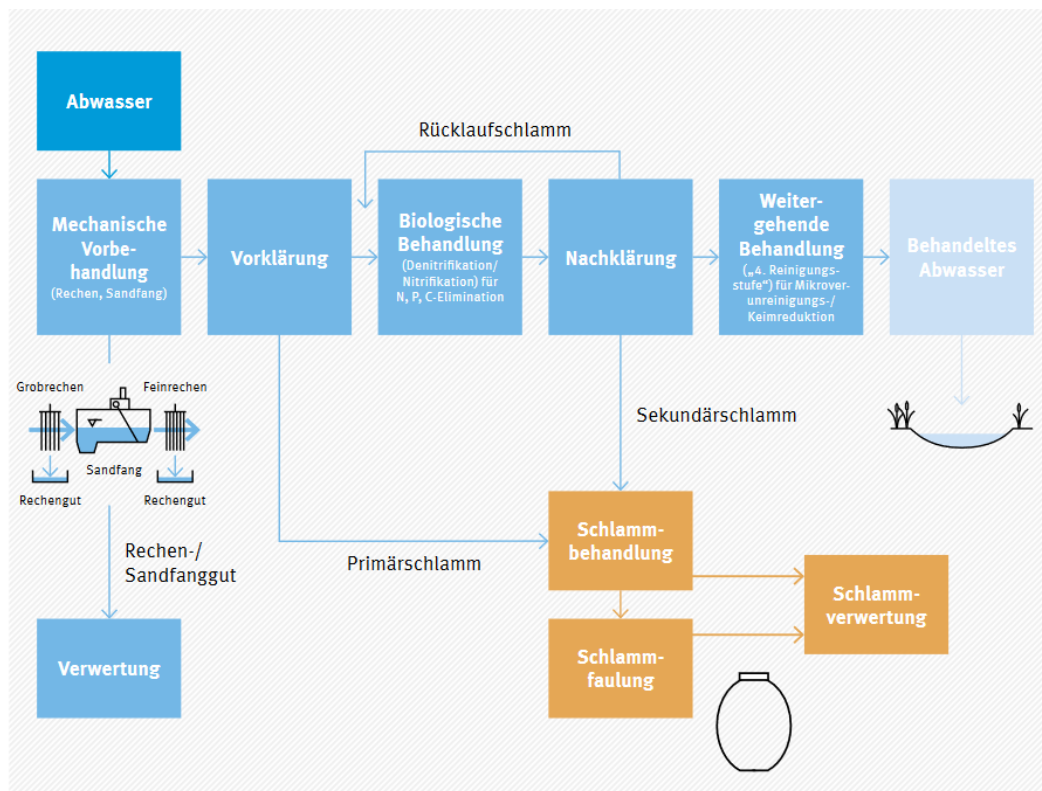 Abwasser
Rücklaufschlamm
Mechanische
Vorbe-
handlung
(Rechen, Sandfang)
Vorklärung
Biologische
Behandlung
(Denitrifikation/
Nitrifikation) für
N, P, C-Elimination
Nachklärung
Weiter-
gehende
Behandlung
(„4. Reinigungs-
stufe“) für Mikrover-
unreinigungs-/
Keimreduktion
Behandeltes
Abwasser
Grobrechen
Feinrechen
Sandfang
Rechengut
Rechengut
Sekundärschlamm
Rechen-/
Sandfanggut
Primärschlamm
Schlamm-
behandlung
Schlamm-
verwertung
Verwertung
Schlamm-
faulung